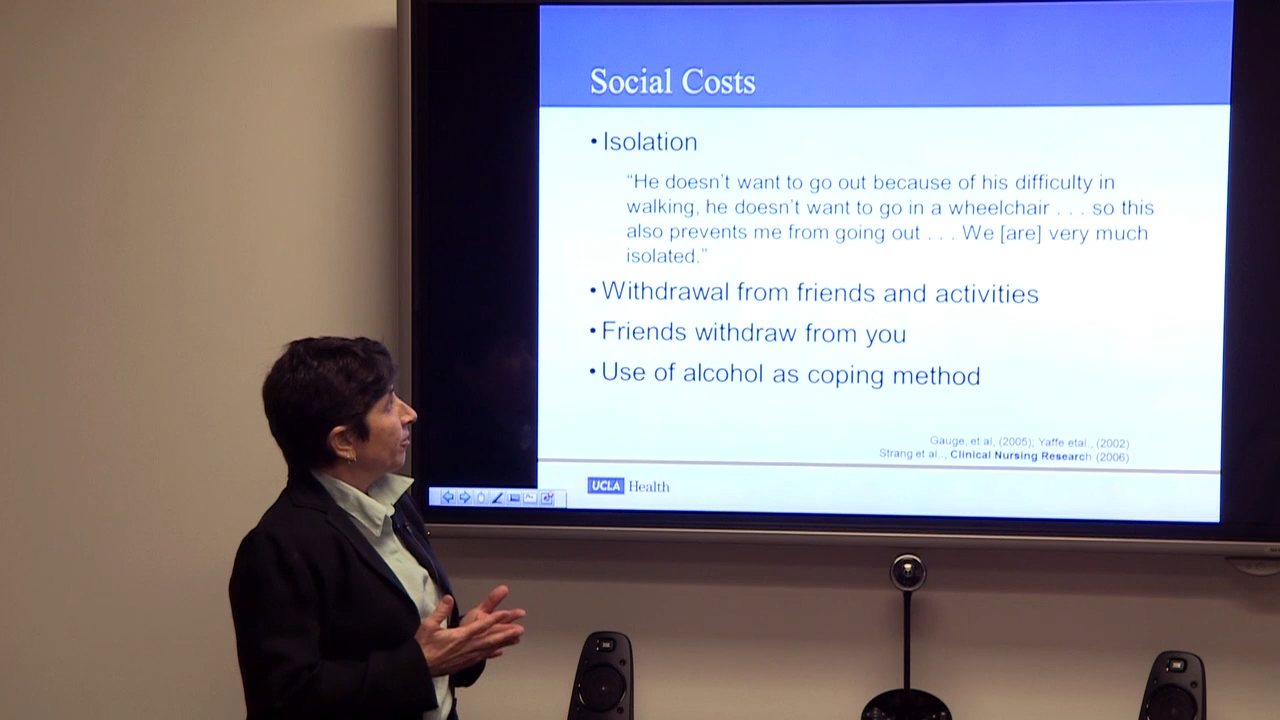 Social Costs
• Isolation
“He doesn’t want to go out because of his difficulty in
walking, he doesn’t want to go in a wheelchair . . . so this
also prevents me from going out . . . We [are] very much
isolated.”
• Withdrawal from friends and activities
• Friends withdraw from you
• Use of alcohol as coping method
Gauge, et al, (2005); Yaffe etal., (2002)
Strang et al.., Clinical Nursing Research (2006)
UCLA Health